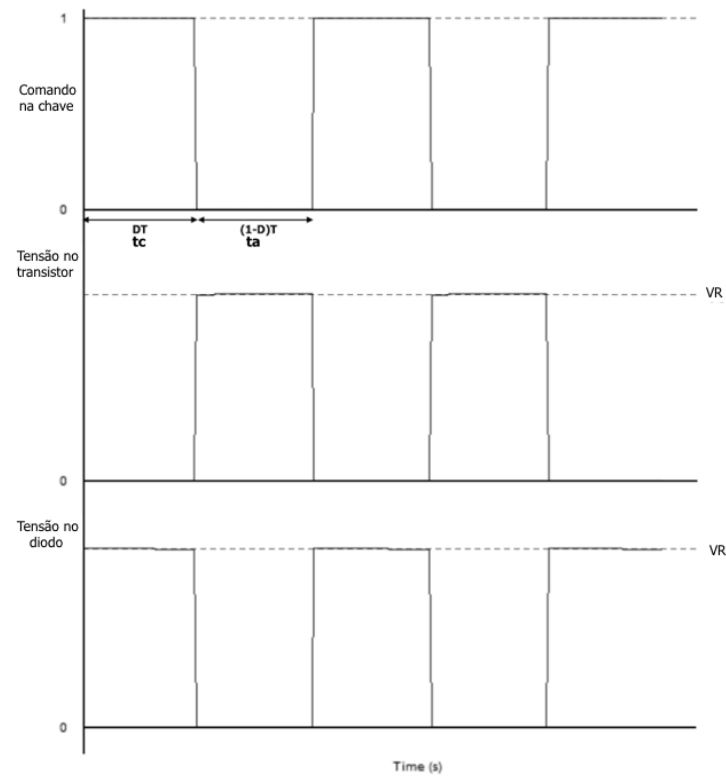 1
Comando
na chave
0
DT
tc
(1-D)T
ta
Tensão no
transistor
VR
0
Tensão no
diodo
VR
0
Time (s)